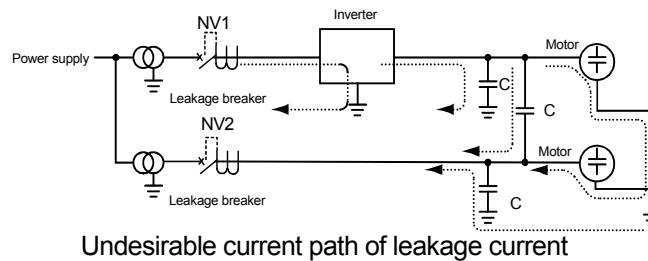 Inverter
NV1
Motor
Power supply
Leakage breaker
C
C
NV2
Motor
Leakage breaker
C
Undesirable current path of leakage current